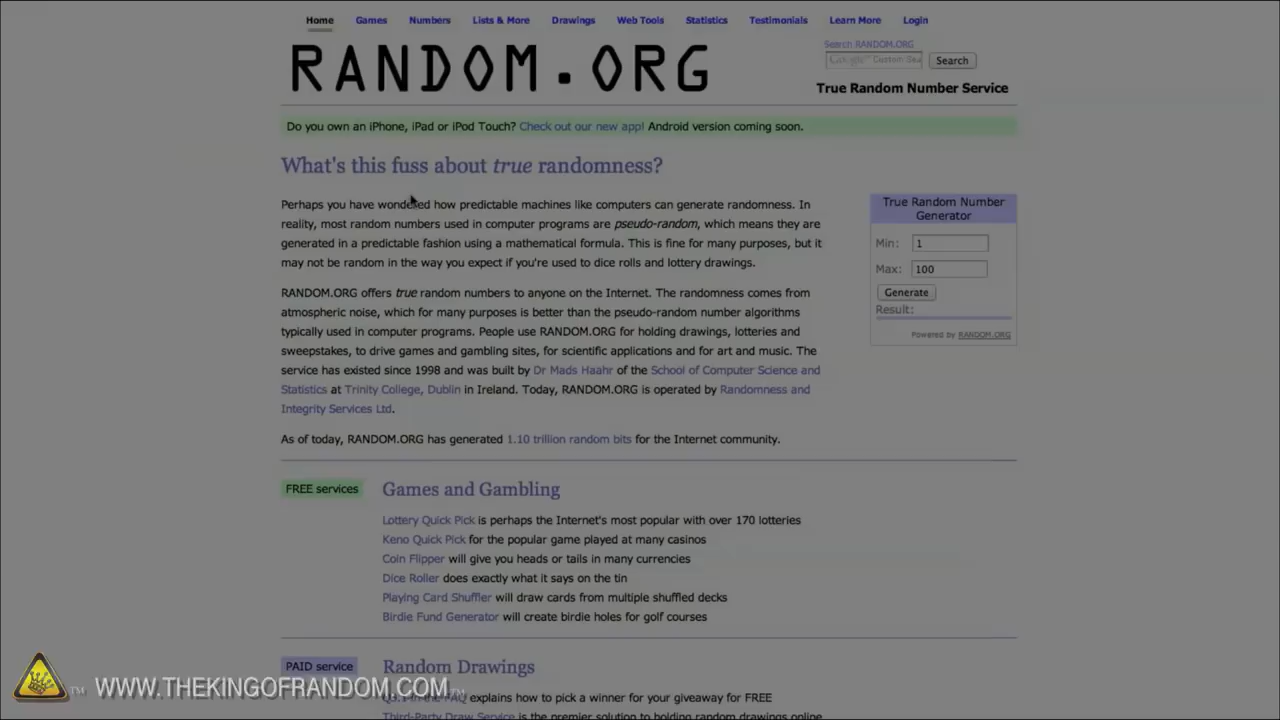 Home Games Numbers Lists & More Drawings Web Tools Statistics Testimonials Learn More Login
RANDOM.ORG
Search RANDOM.ORG
Google™ Custom Sea Search
True Random Number Service
Do you own an iPhone, iPad or iPod Touch? Check out our new app! Android version coming soon.
What's this fuss about true randomness?
Perhaps you have wondered how predictable machines like computers can generate randomness. In
reality, most random numbers used in computer programs are pseudo-random, which means they are
generated in a predictable fashion using a mathematical formula. This is fine for many purposes, but it
may not be random in the way you expect if you're used to dice rolls and lottery drawings.
RANDOM.ORG offers true random numbers to anyone on the Internet. The randomness comes from
atmospheric noise, which for many purposes is better than the pseudo-random number algorithms
typically used in computer programs. People use RANDOM.ORG for holding drawings, lotteries and
sweepstakes, to drive games and gambling sites, for scientific applications and for art and music. The
service has existed since 1998 and was built by Dr Mads Haahr of the School of Computer Science and
Statistics at Trinity College, Dublin in Ireland. Today, RANDOM.ORG is operated by Randomness and
Integrity Services Ltd.
As of today, RANDOM.ORG has generated 1.10 trillion random bits for the Internet community.
True Random Number
Generator
Min: 1
Max: 100
Generate
Result:
Powered by RANDOM.ORG
FREE services
Games and Gambling
Lottery Quick Pick is perhaps the Internet's most popular with over 170 lotteries
Keno Quick Pick for the popular game played at many casinos
Coin Flipper will give you heads or tails in many currencies
Dice Roller does exactly what it says on the tin
Playing Card Shuffler will draw cards from multiple shuffled decks
Birdie Fund Generator will create birdie holes for golf courses
PAID service
Random Drawings
explains how to pick a winner for your giveaway for FREE
Third-Party Draw Service is the premier solution to holding random drawings online
™ WWW.THEKINGOFRANDOM.COM™